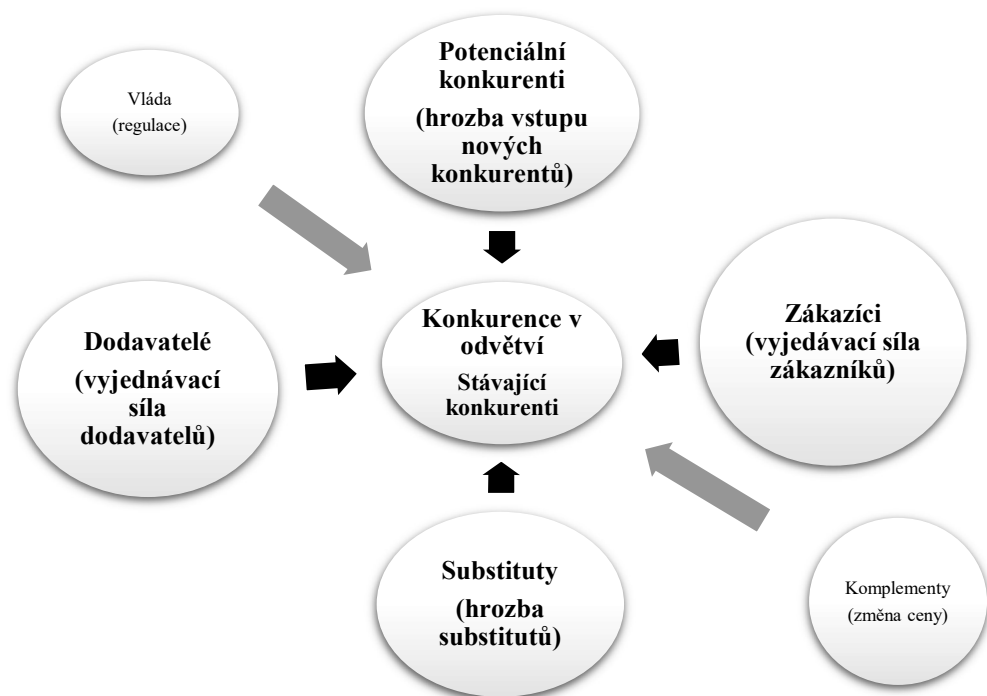 Potenciální
konkurenti
(hrozba vstupu
nových
konkurentů)
Vláda
(regulace)
Dodavatelé
(vyjednávací
síla
dodavatelů)
Konkurence v
odvětví
Stávající
konkurenti
Zákazíci
(vyjedávací síla
zákazníků)
Substituty
(hrozba
substitutů)
Komplementy
(změna ceny)